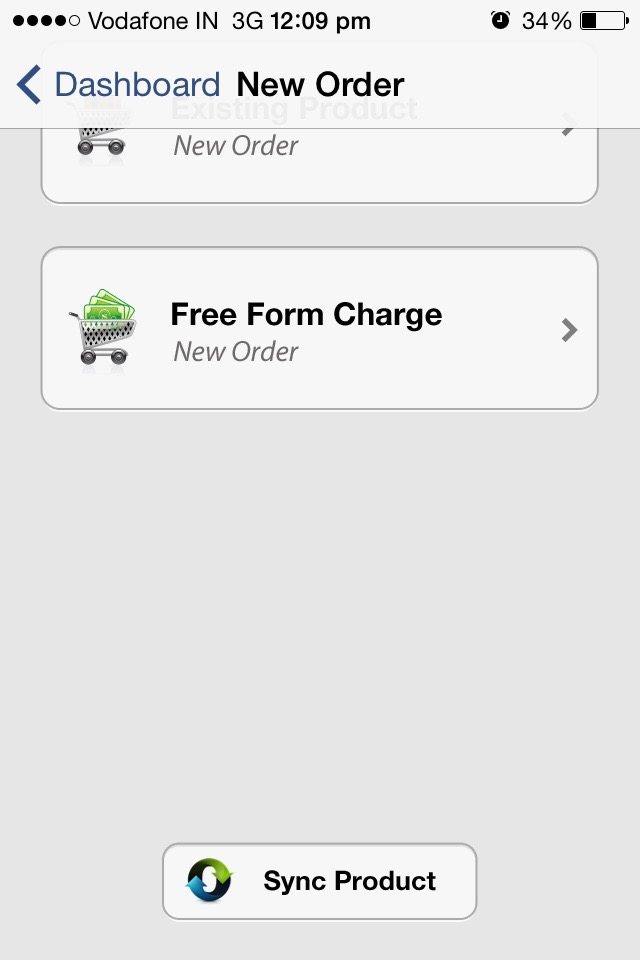 Vodafone IN 3G 12:09 pm 34%
Dashboard New Order
Existing Product
New Order
Free Form Charge
New Order
Sync Product